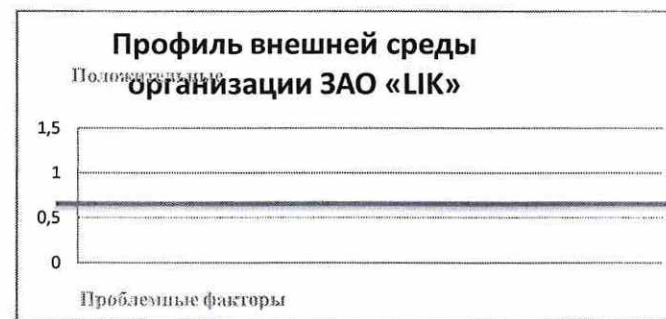 Профиль внешней среды
Положительные
организации ЗАО «LIK»
1,5
1
0,5
0
Проблемные факторы